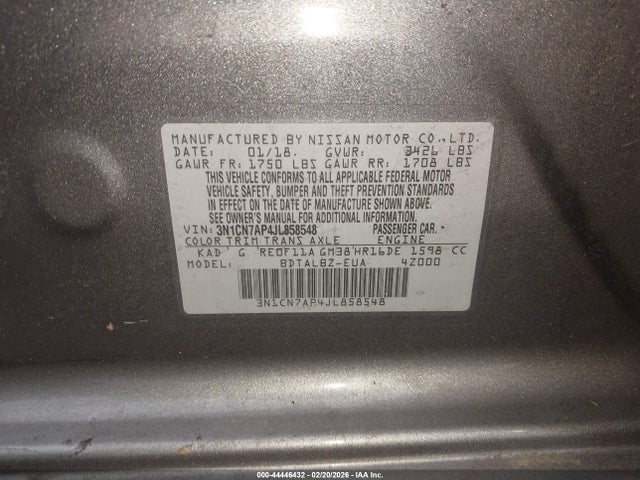 MANUFACTURED BY NISSAN MOTOR CO.,LTD.
DATE: 01/18. GVWR: 3426 LBS
GAWR FR: 1750 LBS GAWR RR: 1708 LBS
THIS VEHICLE CONFORMS TO ALL APPLICABLE FEDERAL MOTOR
VEHICLE SAFETY, BUMPER AND THEFT PREVENTION STANDARDS
IN EFFECT ON THE DATE OF MANUFACTURE SHOWN ABOVE.
SEE OWNER'S MANUAL FOR ADDITIONAL INFORMATION.
VIN: 3N1CN7AP4JL858548 PASSENGER CAR.
COLOR TRIM TRANS AXLE ENGINE
KAD G RE0F11A GM38 HR16DE 1598 CC
MODEL: BDTALBZ-EUA 4Z000
3N1CN7AP4JL858548
000-44446432 - 02/20/2026 - IAA Inc.